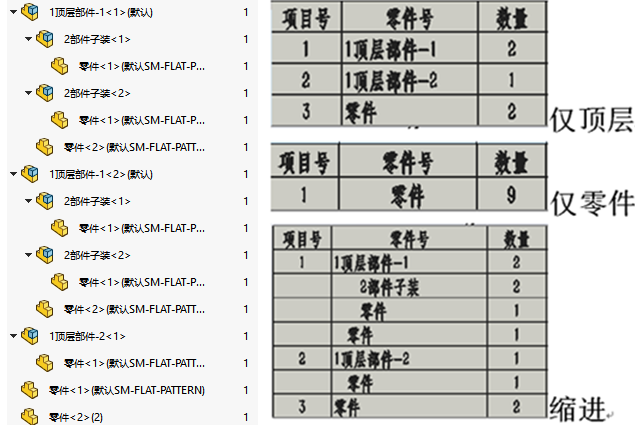 1顶层部件-1<1>(默认) 1
2部件子装<1> 1
零件<1>(默认SM-FLAT-P... 1
2部件子装<2> 1
零件<1>(默认SM-FLAT-P... 1
零件<2>(默认SM-FLAT-PATT... 1
1顶层部件-1<2>(默认) 1
2部件子装<1> 1
零件<1>(默认SM-FLAT-P... 1
2部件子装<2> 1
零件<1>(默认SM-FLAT-P... 1
零件<2>(默认SM-FLAT-PATT... 1
1顶层部件-2<1> 1
零件<1>(默认SM-FLAT-PATT... 1
零件<1>(默认SM-FLAT-PATTERN) 1
零件<2>(2) 1
项目号 零件号 数量
1 1顶层部件-1 2
2 1顶层部件-2 1
3 零件 2
仅顶层
项目号 零件号 数量
1 零件 9
仅零件
项目号 零件号 数量
1 1顶层部件-1 2
2部件子装 2
零件 1
零件 1
2 1顶层部件-2 1
零件 1
3 零件 2
缩进